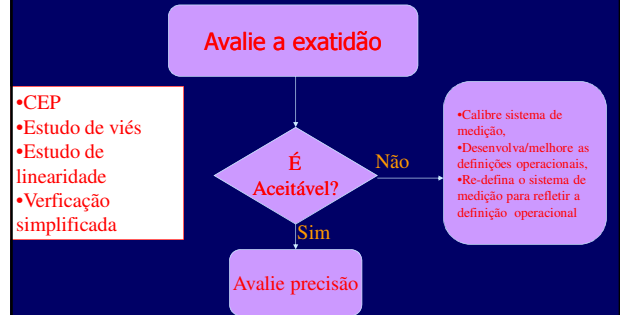 Avalie a exatidão
•CEP
•Estudo de viés
•Estudo de
linearidade
•Verficação
simplificada
É
Aceitável?
Não
•Calibre sistema de
medição,
•Desenvolva/melhore as
definições operacionais,
•Re-defina o sistema de
medição para refletir a
definição operacional
Sim
Avalie precisão